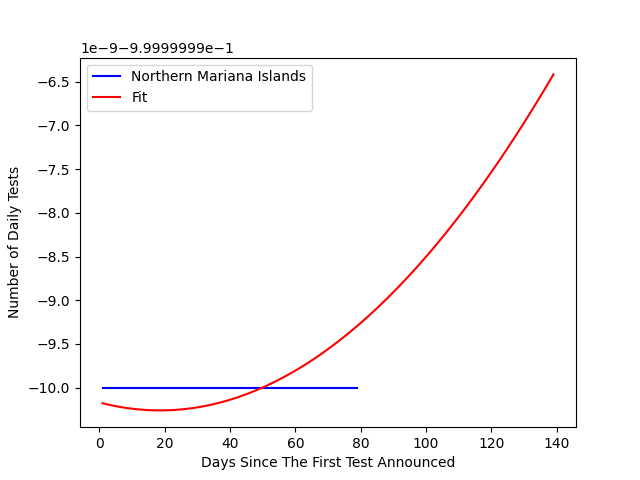 1e−9−9.9999999e−1
Northern Mariana Islands
Fit
Number of Daily Tests
−6.5
−7.0
−7.5
−8.0
−8.5
−9.0
−9.5
−10.0
0 20 40 60 80 100 120 140
Days Since The First Test Announced